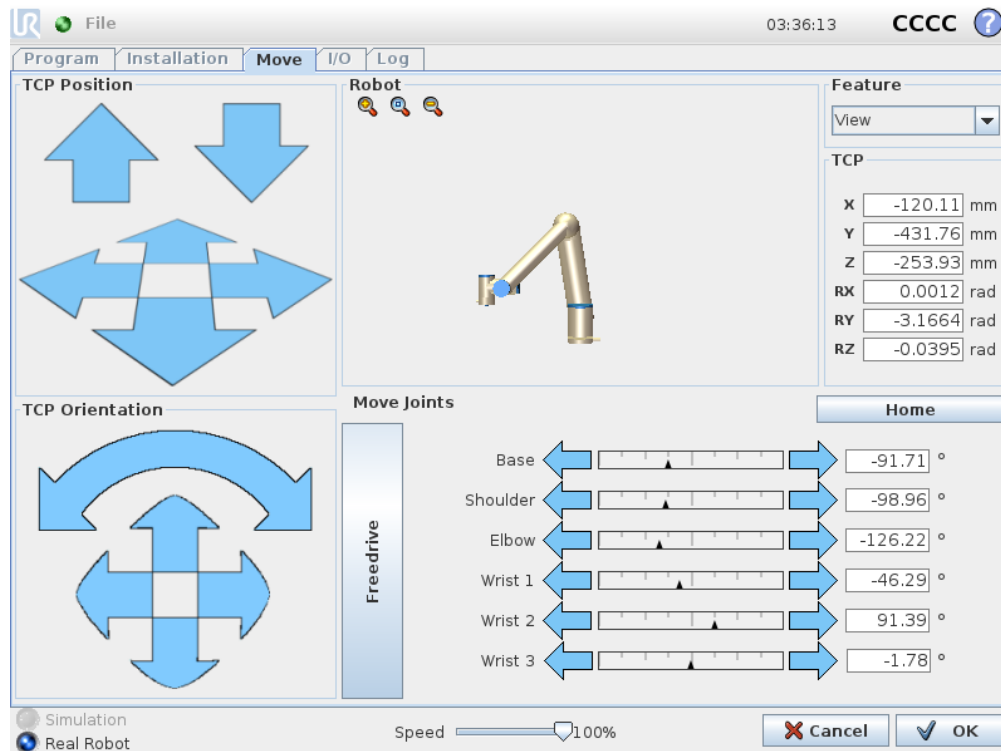 UR File 03:36:13 CCCC ?
Program Installation Move I/O Log
TCP Position
Robot
Feature
View
TCP
X -120.11 mm
Y -431.76 mm
Z -253.93 mm
RX 0.0012 rad
RY -3.1664 rad
RZ -0.0395 rad
TCP Orientation
Move Joints
Home
Freedrive
Base -91.71 °
Shoulder -98.96 °
Elbow -126.22 °
Wrist 1 -46.29 °
Wrist 2 91.39 °
Wrist 3 -1.78 °
Simulation
Real Robot
Speed 100%
Cancel OK